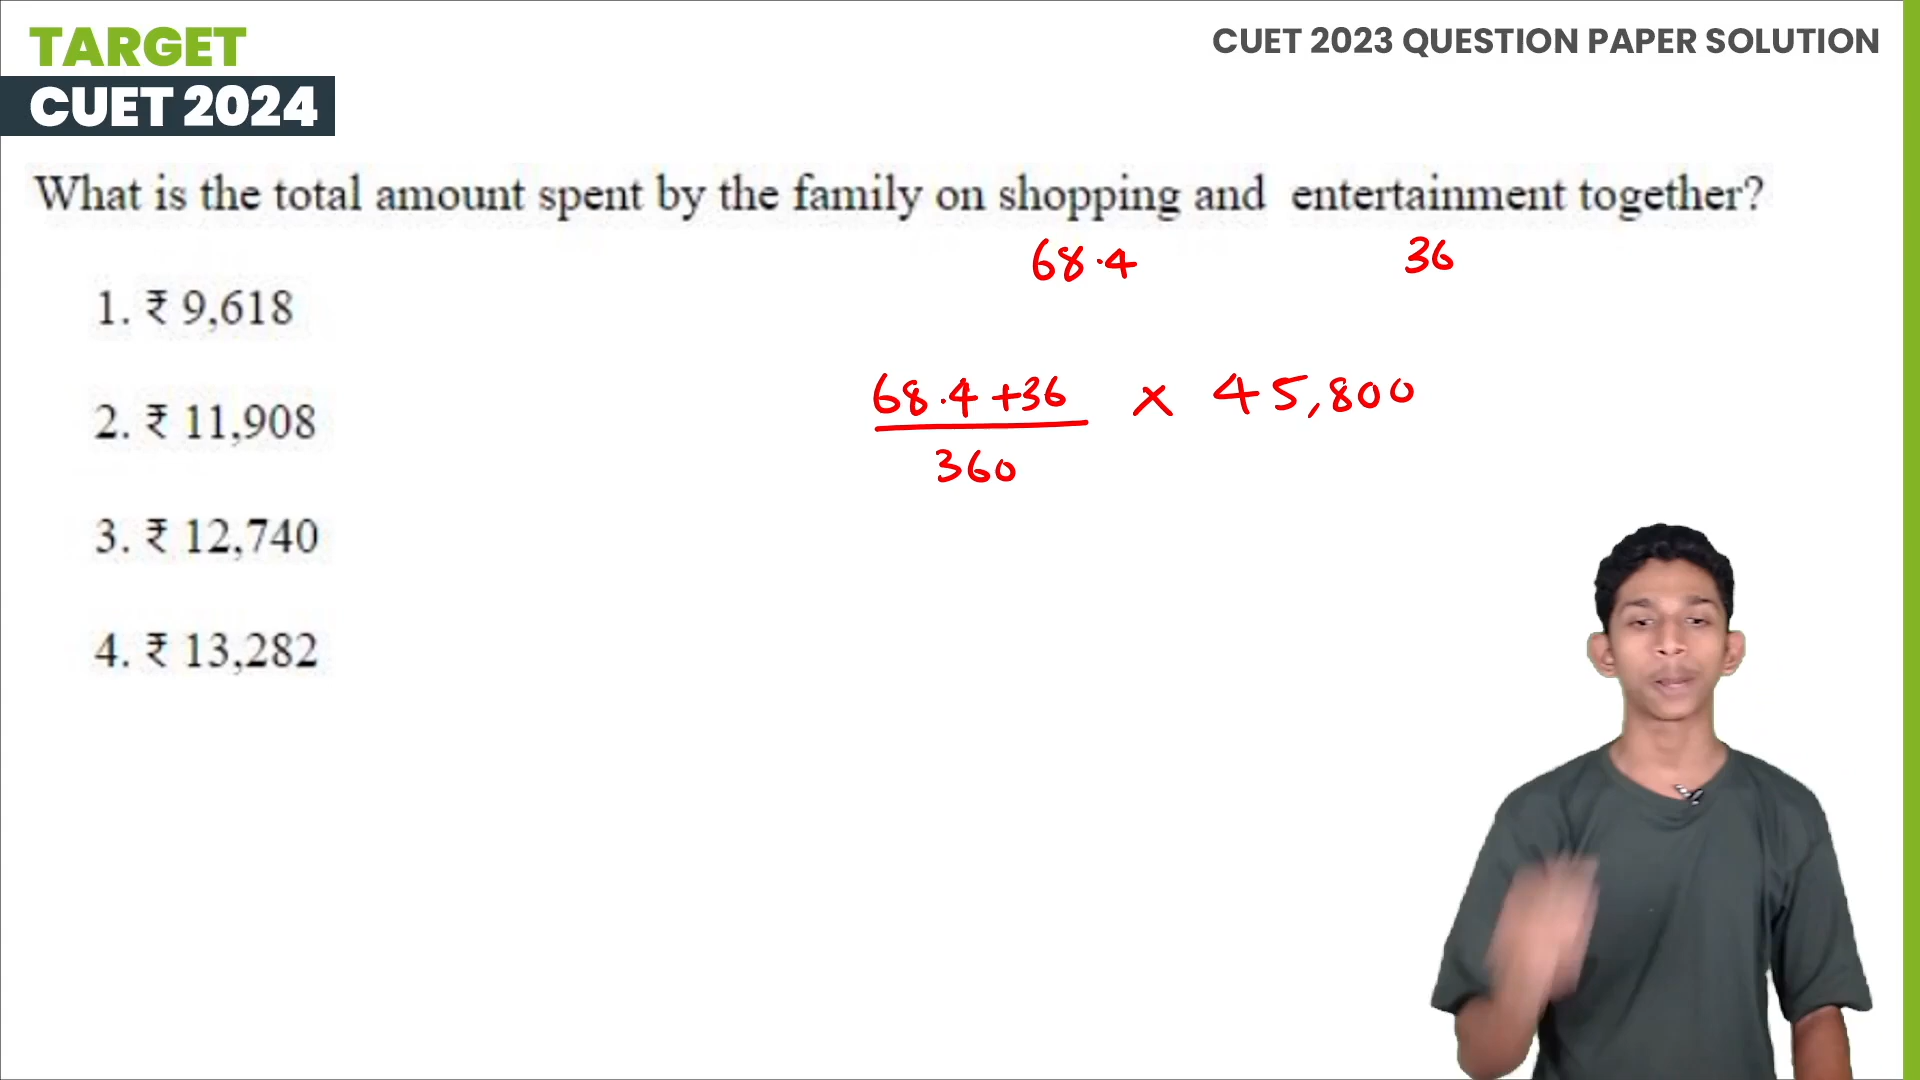 TARGET
CUET 2024
CUET 2023 QUESTION PAPER SOLUTION
What is the total amount spent by the family on shopping and entertainment together?
68.4 36
1. ₹ 9,618
2. ₹ 11,908
3. ₹ 12,740
4. ₹ 13,282
68.4 +36 × 45,800
360